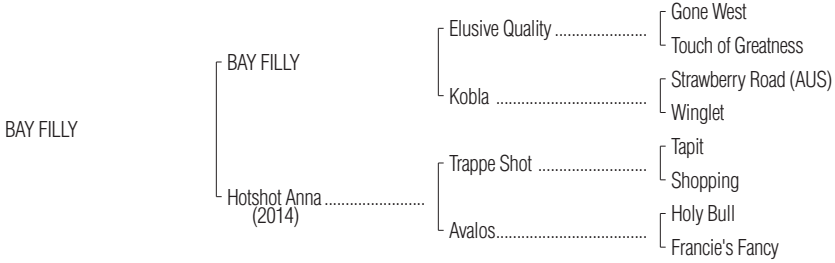 Gone West
Elusive Quality ......................
Touch of Greatness
BAY FILLY
Strawberry Road (AUS)
Kobla ....................................
Winglet
BAY FILLY
Tapit
Trappe Shot ..........................
Shopping
Hotshot Anna ........................
(2014)
Holy Bull
Avalos....................................
Francie's Fancy